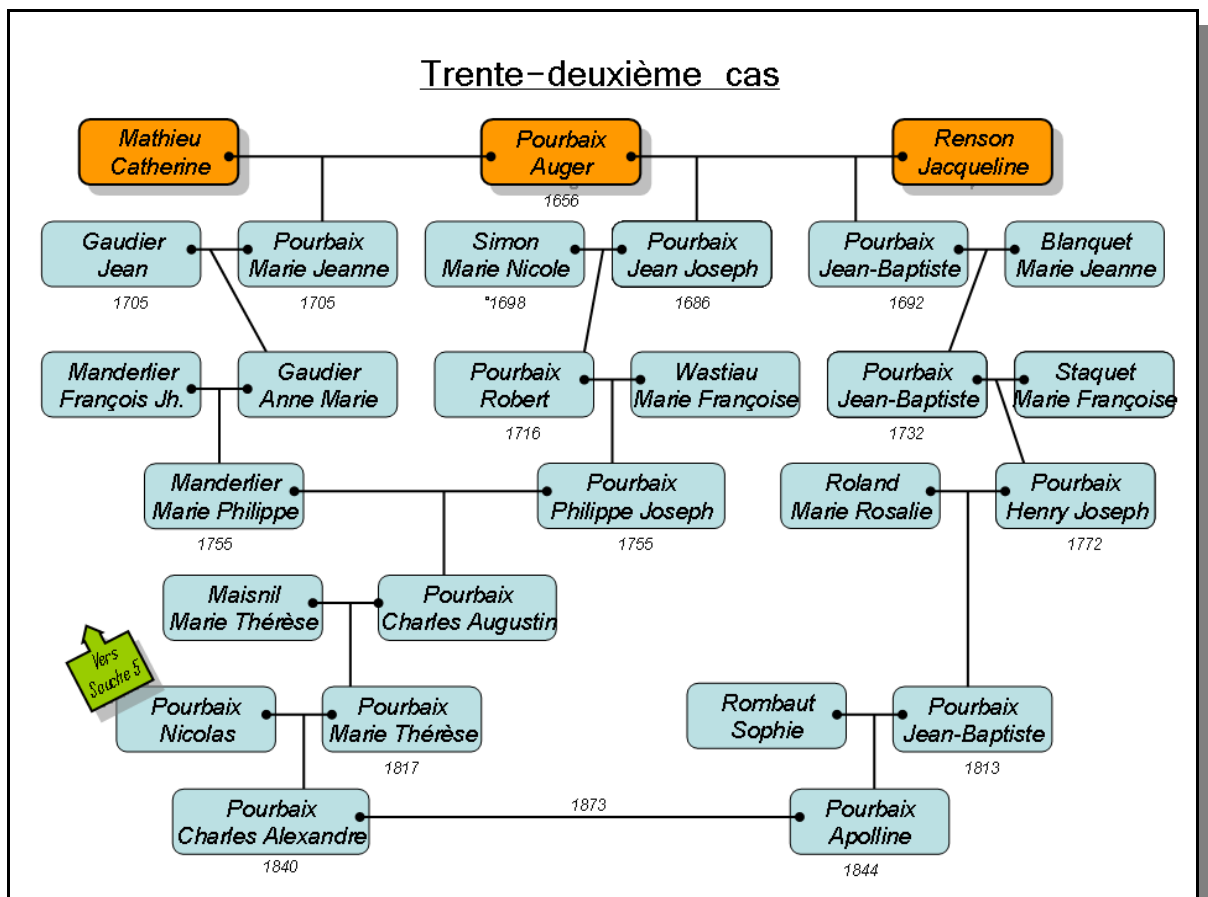 Trente-deuxième cas
Mathieu
Catherine
Pourbaix
Auger
Renson
Jacqueline
1656
Gaudier
Jean
Pourbaix
Marie Jeanne
Simon
Marie Nicole
Pourbaix
Jean Joseph
Pourbaix
Jean-Baptiste
Blanquet
Marie Jeanne
1705
1705
°1698
1686
1692
Manderlier
François Jh.
Gaudier
Anne Marie
Pourbaix
Robert
Wastiau
Marie Françoise
Pourbaix
Jean-Baptiste
Staquet
Marie Françoise
1716
1732
Manderlier
Marie Philippe
Pourbaix
Philippe Joseph
Roland
Marie Rosalie
Pourbaix
Henry Joseph
1755
1755
1772
Maisnil
Marie Thérèse
Pourbaix
Charles Augustin
Vers
Souche 5
Pourbaix
Nicolas
Pourbaix
Marie Thérèse
Rombaut
Sophie
Pourbaix
Jean-Baptiste
1817
1813
Pourbaix
Charles Alexandre
1873
Pourbaix
Apolline
1840
1844